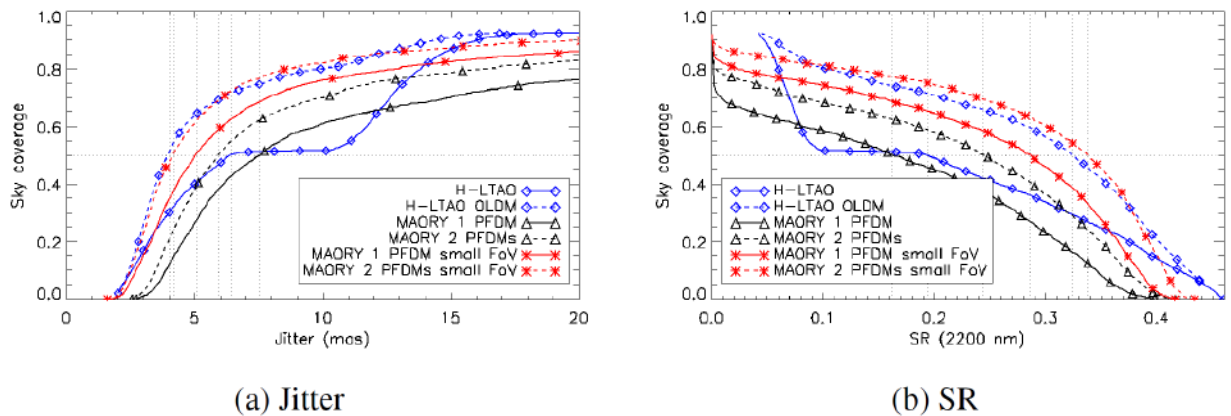 1.0
0.8
0.6
0.4
0.2
0.0
Sky coverage
H-LTAO
H-LTAO OLDM
MAORY 1 PFDM
MAORY 2 PFDMs
MAORY 1 PFDM small FoV
MAORY 2 PFDMs small FoV
0 5 10 15 20
Jitter (mas)
(a) Jitter
1.0
0.8
0.6
0.4
0.2
0.0
Sky coverage
H-LTAO
H-LTAO OLDM
MAORY 1 PFDM
MAORY 2 PFDMs
MAORY 1 PFDM small FoV
MAORY 2 PFDMs small FoV
0.0 0.1 0.2 0.3 0.4
SR (2200 nm)
(b) SR